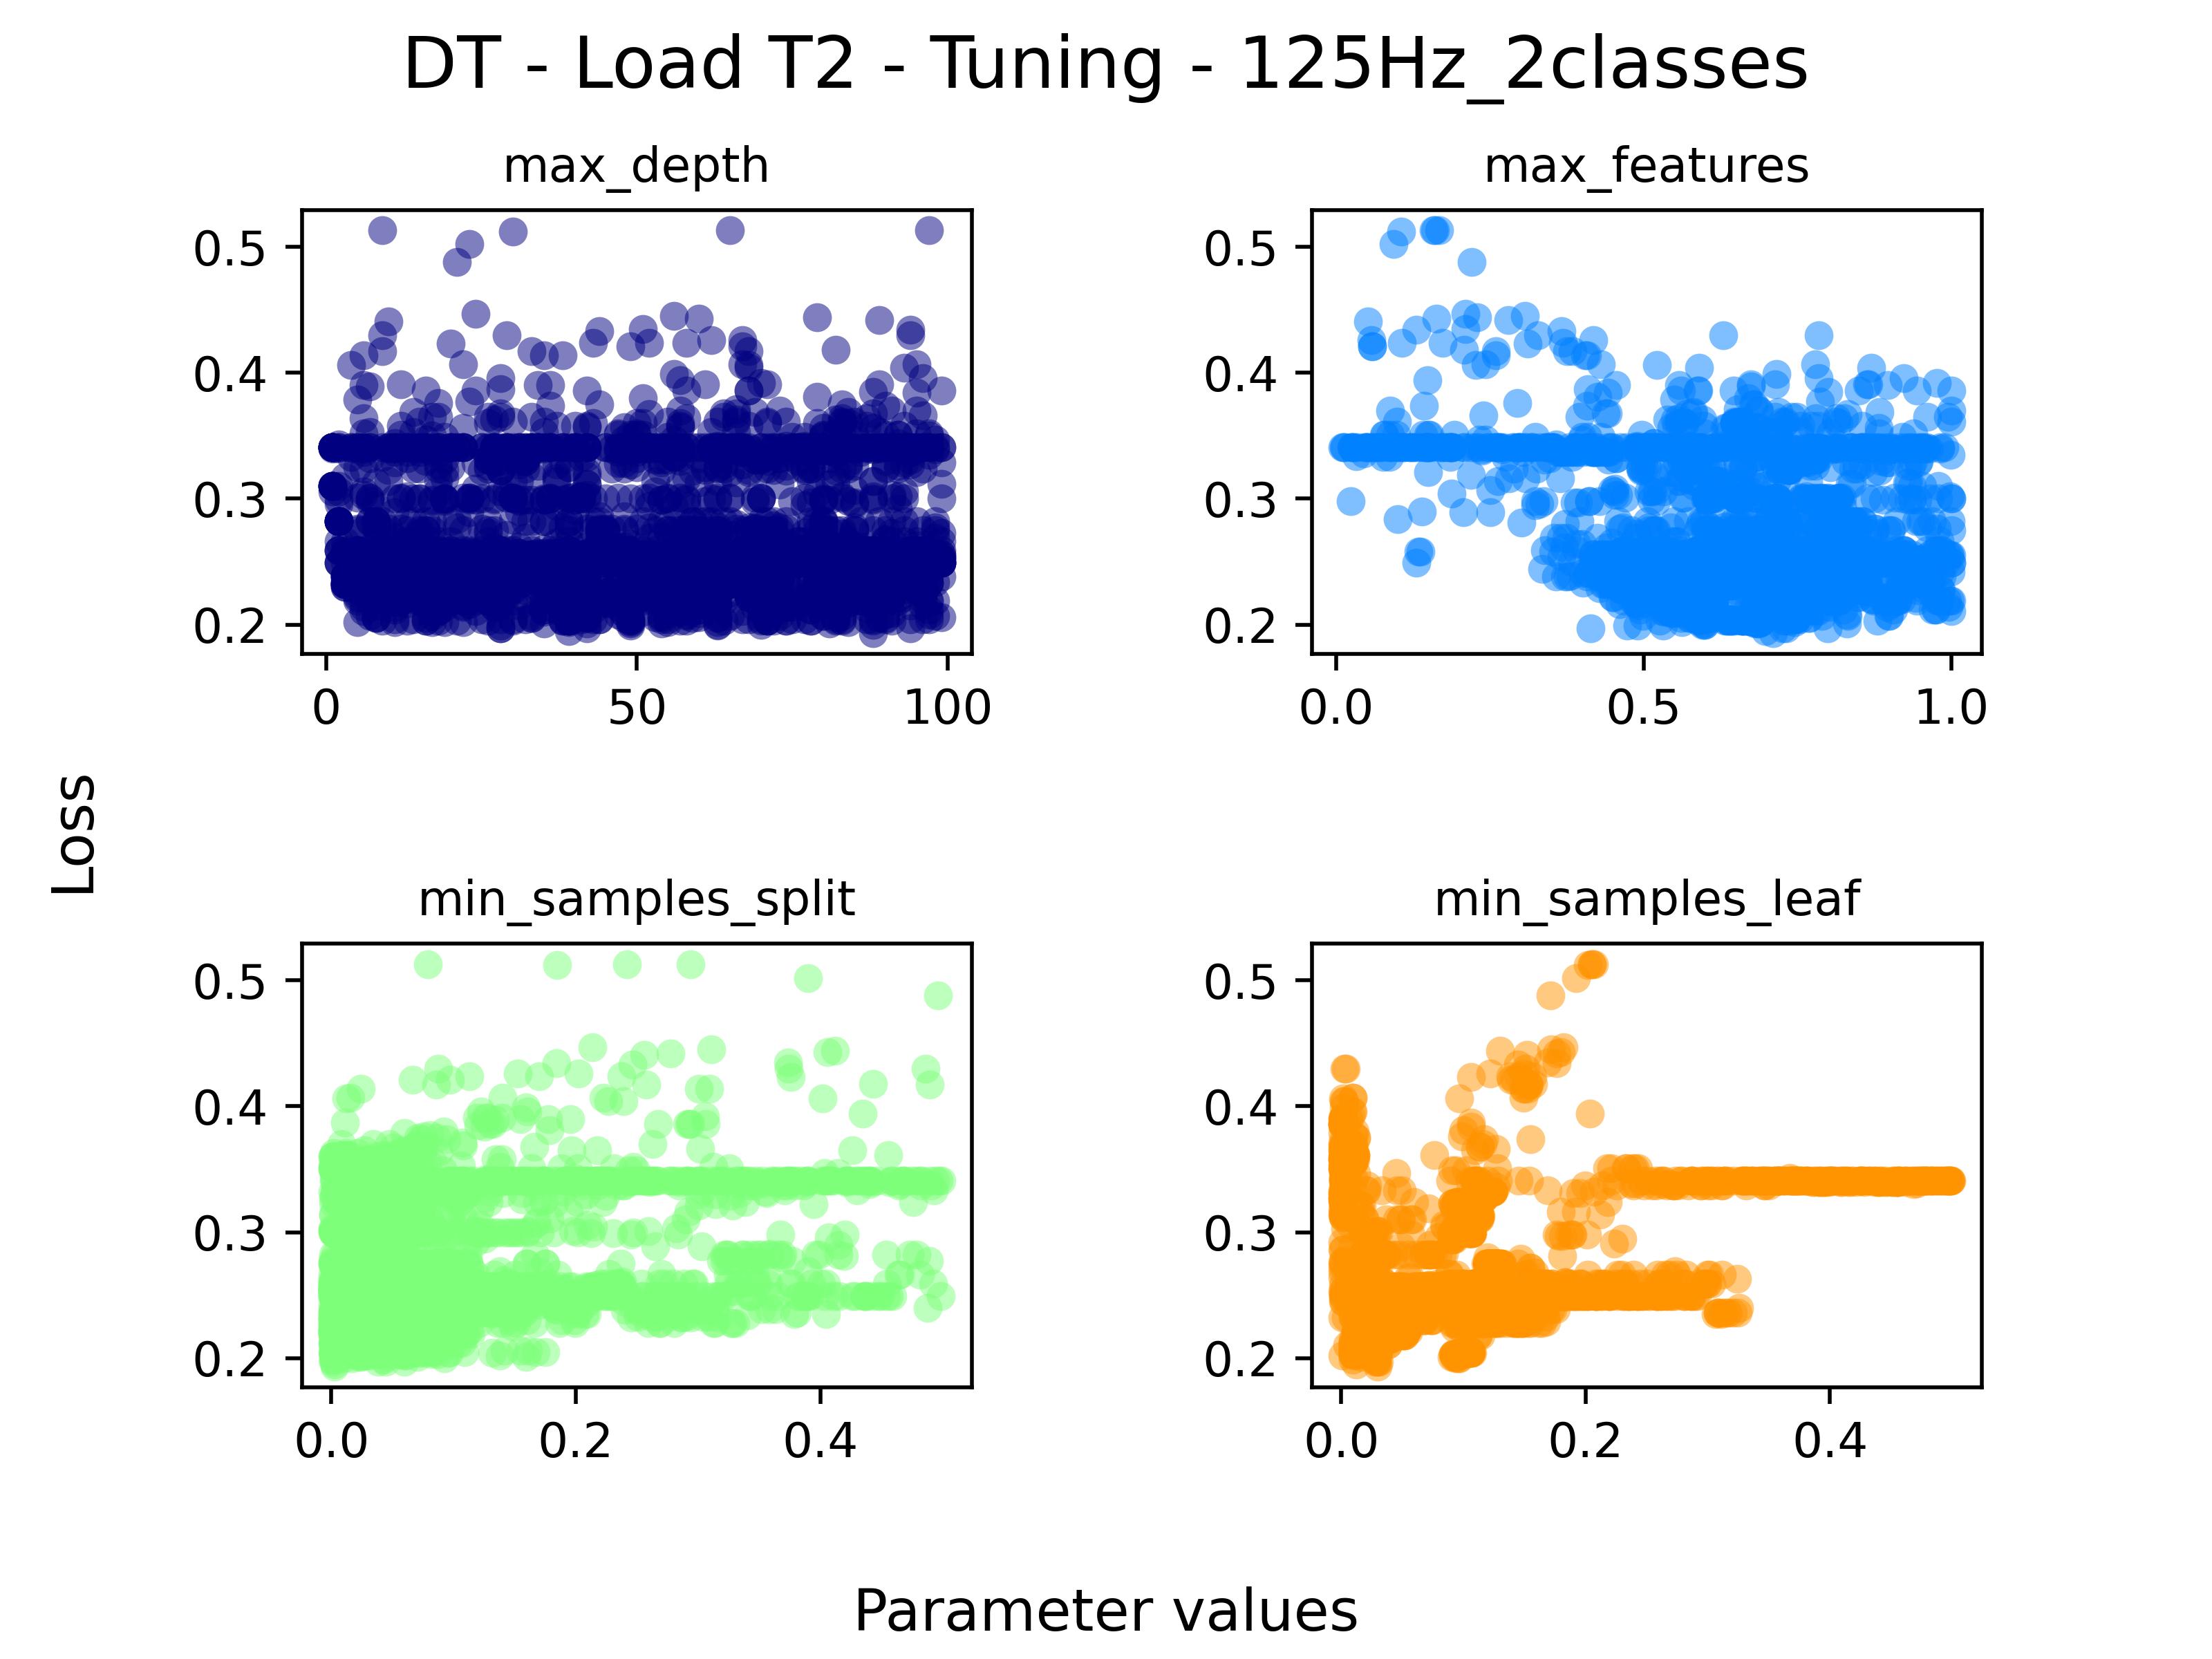 DT - Load T2 - Tuning - 125Hz_2classes
max_depth
max_features
0.5
0.4
0.3
0.2
0 50 100
0.5
0.4
0.3
0.2
0.0 0.5 1.0
Loss
min_samples_split
min_samples_leaf
0.5
0.4
0.3
0.2
0.0 0.2 0.4
0.5
0.4
0.3
0.2
0.0 0.2 0.4
Parameter values